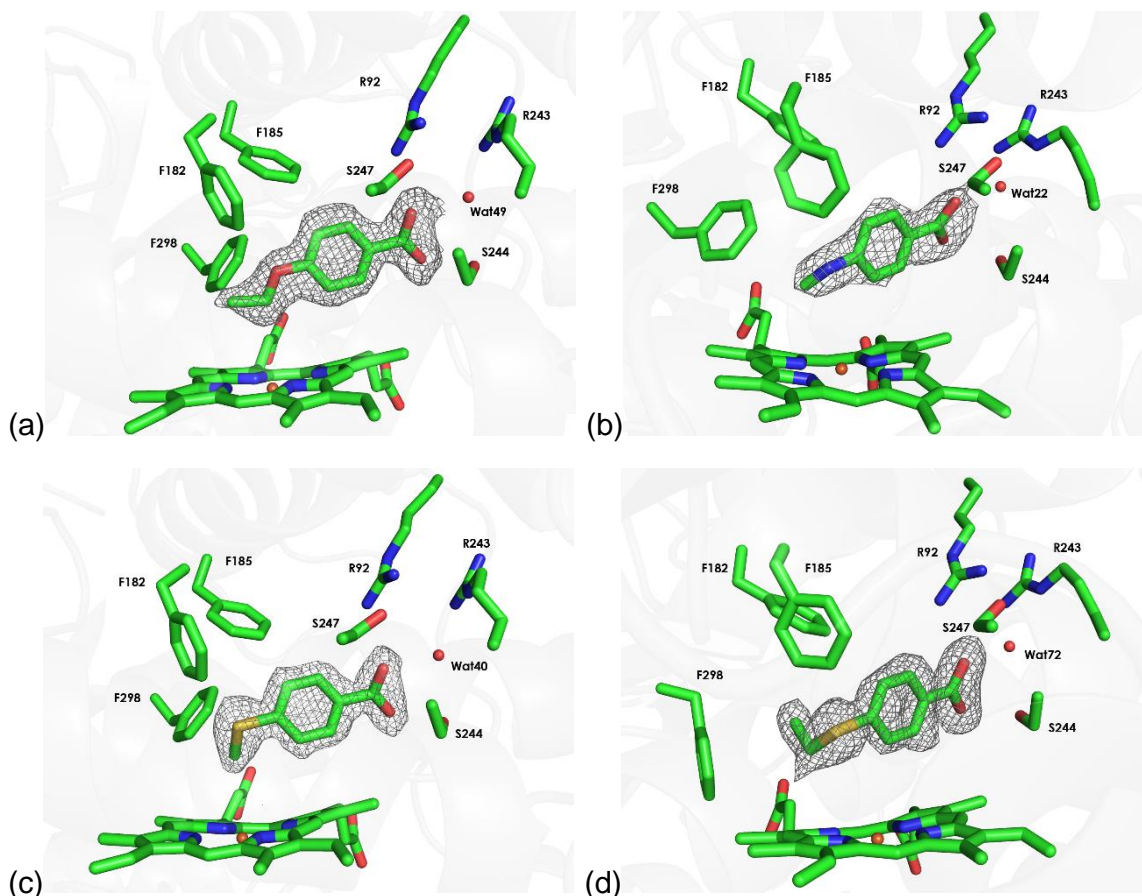 R92
R243
F185
F182
S247
Wat49
F298
S244
(a)
F185
F182
R92
R243
S247
Wat22
F298
S244
(b)
R243
R92
F182
F185
S247
Wat40
F298
S244
(c)
R92
R243
F182
F185
S247
Wat72
F298
S244
(d)